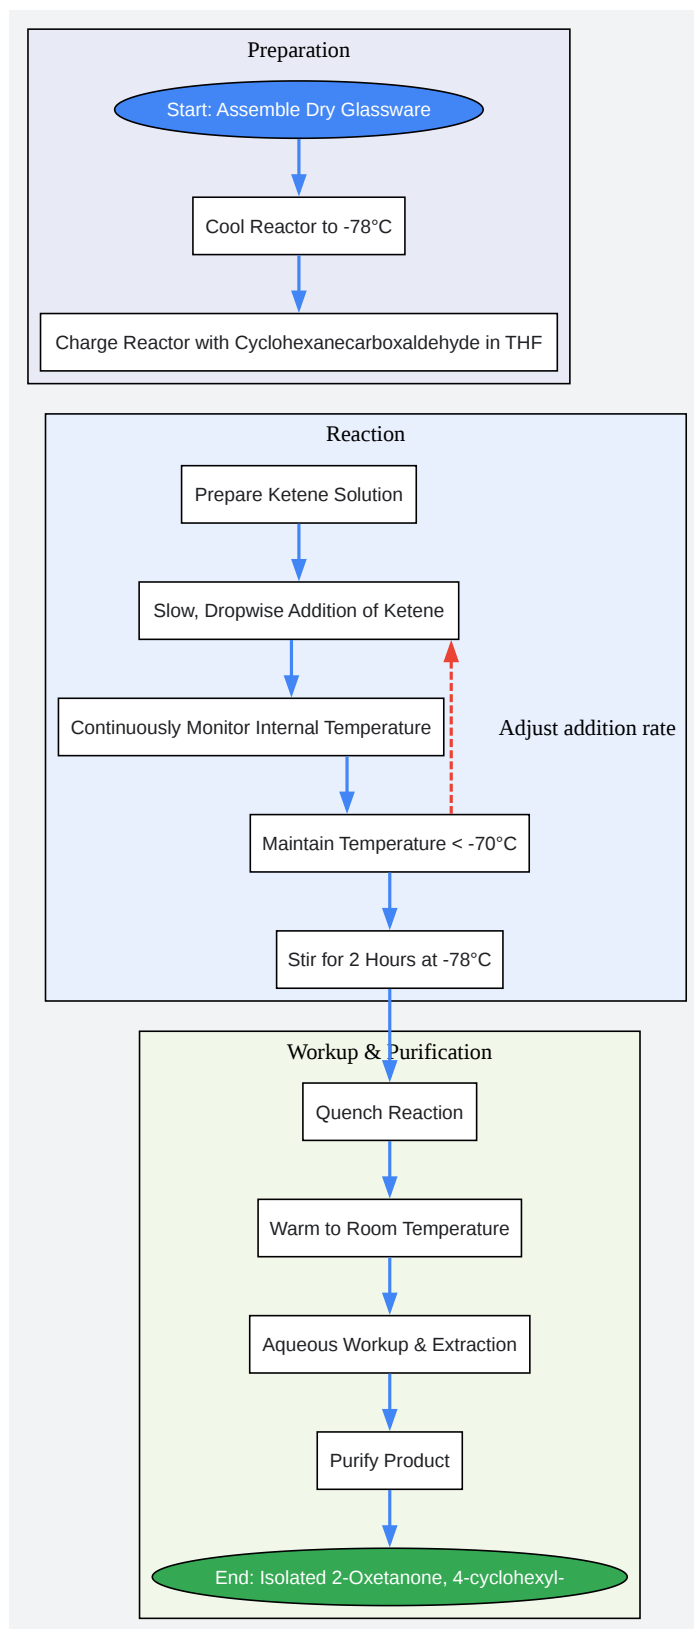 Preparation
Start: Assemble Dry Glassware
Cool Reactor to -78°C
Charge Reactor with Cyclohexanecarboxaldehyde in THF
Reaction
Prepare Ketene Solution
Slow, Dropwise Addition of Ketene
Continuously Monitor Internal Temperature
Adjust addition rate
Maintain Temperature < -70°C
Stir for 2 Hours at -78°C
Workup & Purification
Quench Reaction
Warm to Room Temperature
Aqueous Workup & Extraction
Purify Product
End: Isolated 2-Oxetanone, 4-cyclohexyl-